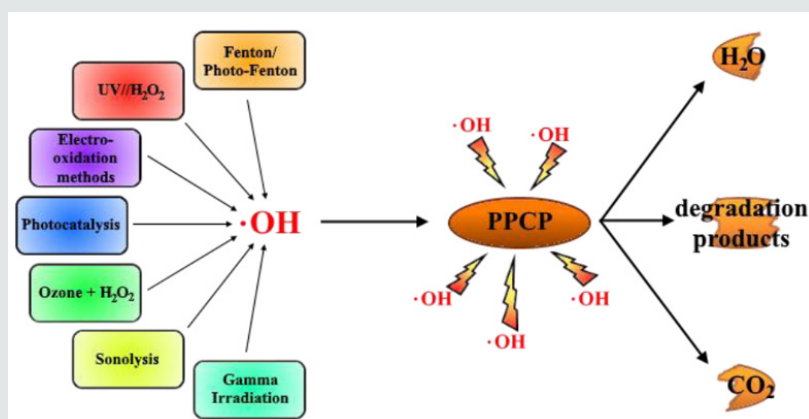 Fenton/
Photo-Fenton
UV//H₂O₂
Electro-
oxidation
methods
Photocatalysis
Ozone + H₂O₂
Sonolysis
Gamma
Irradiation
·OH
·OH
·OH
PPCP
·OH
·OH
·OH
H₂O
degradation
products
CO₂